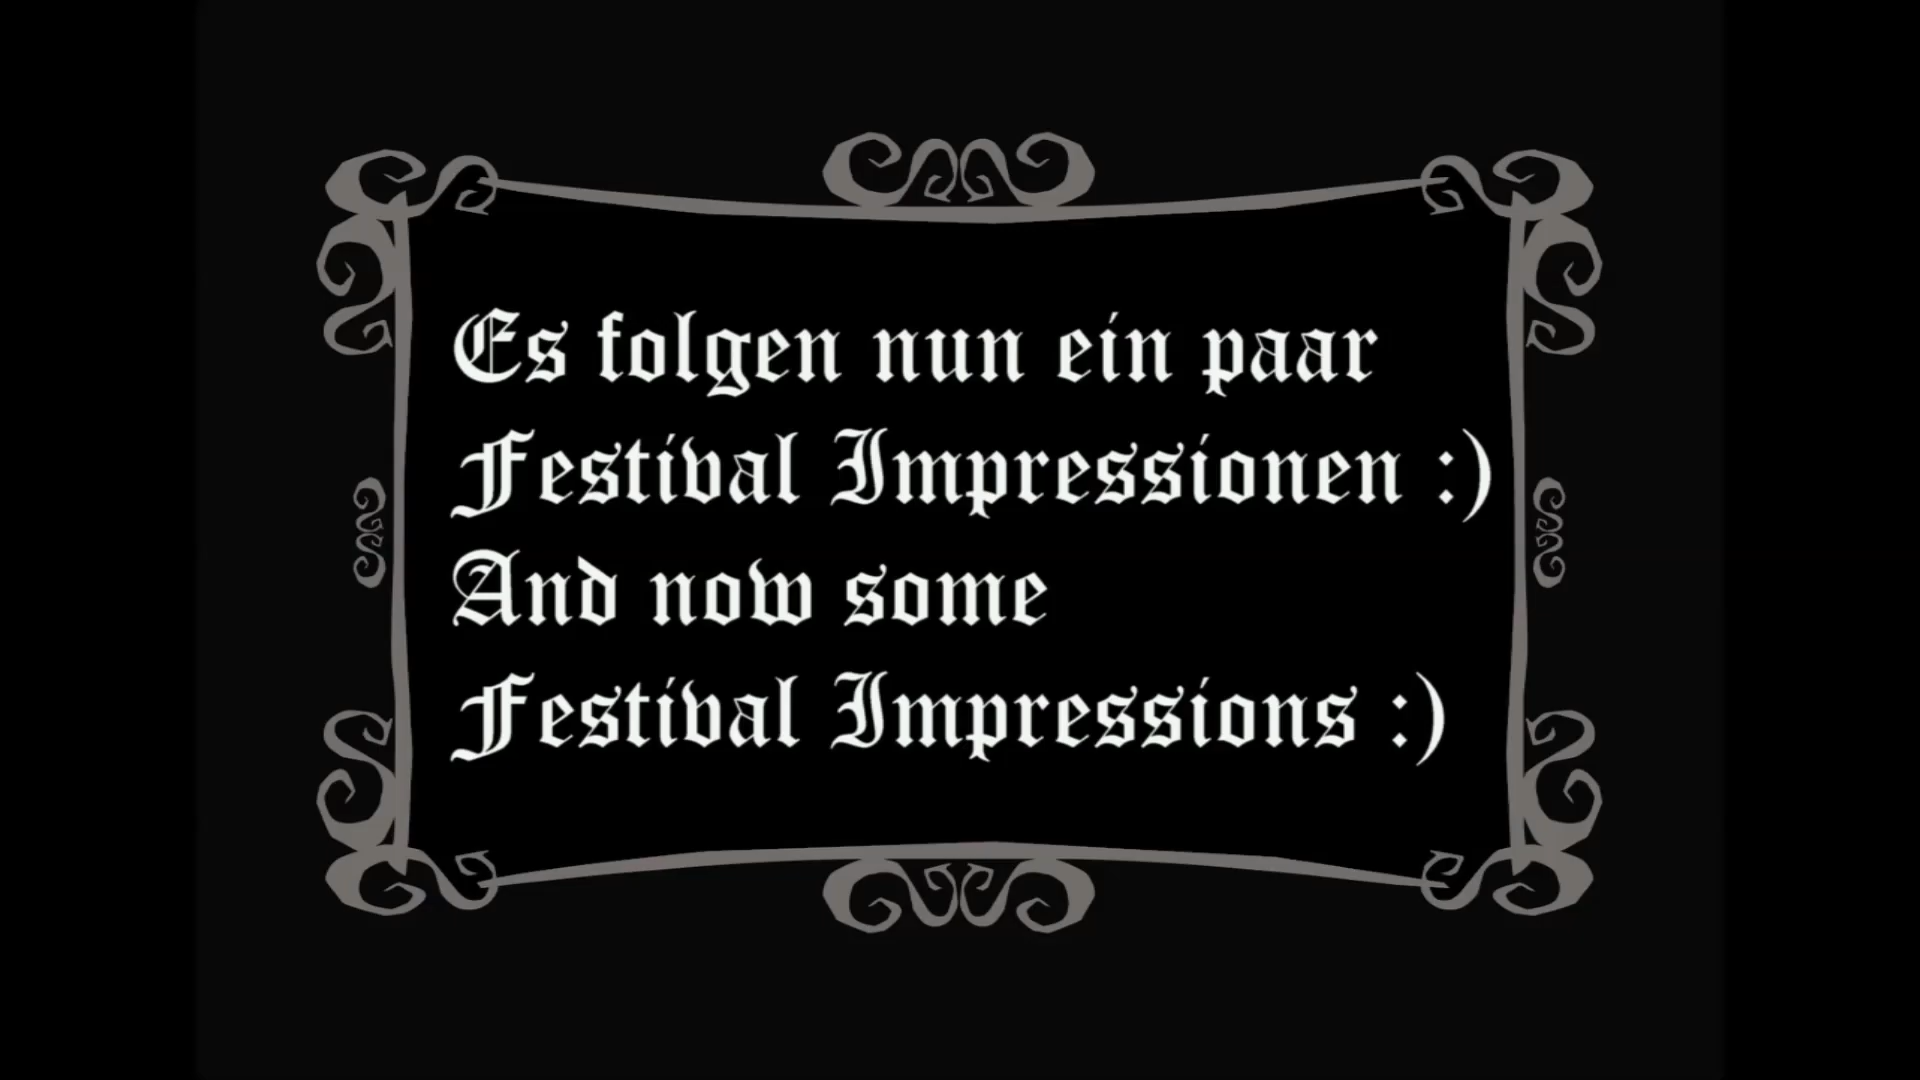 Es folgen nun ein paar
Festival Impressionen :)
And now some
Festival Impressions :)